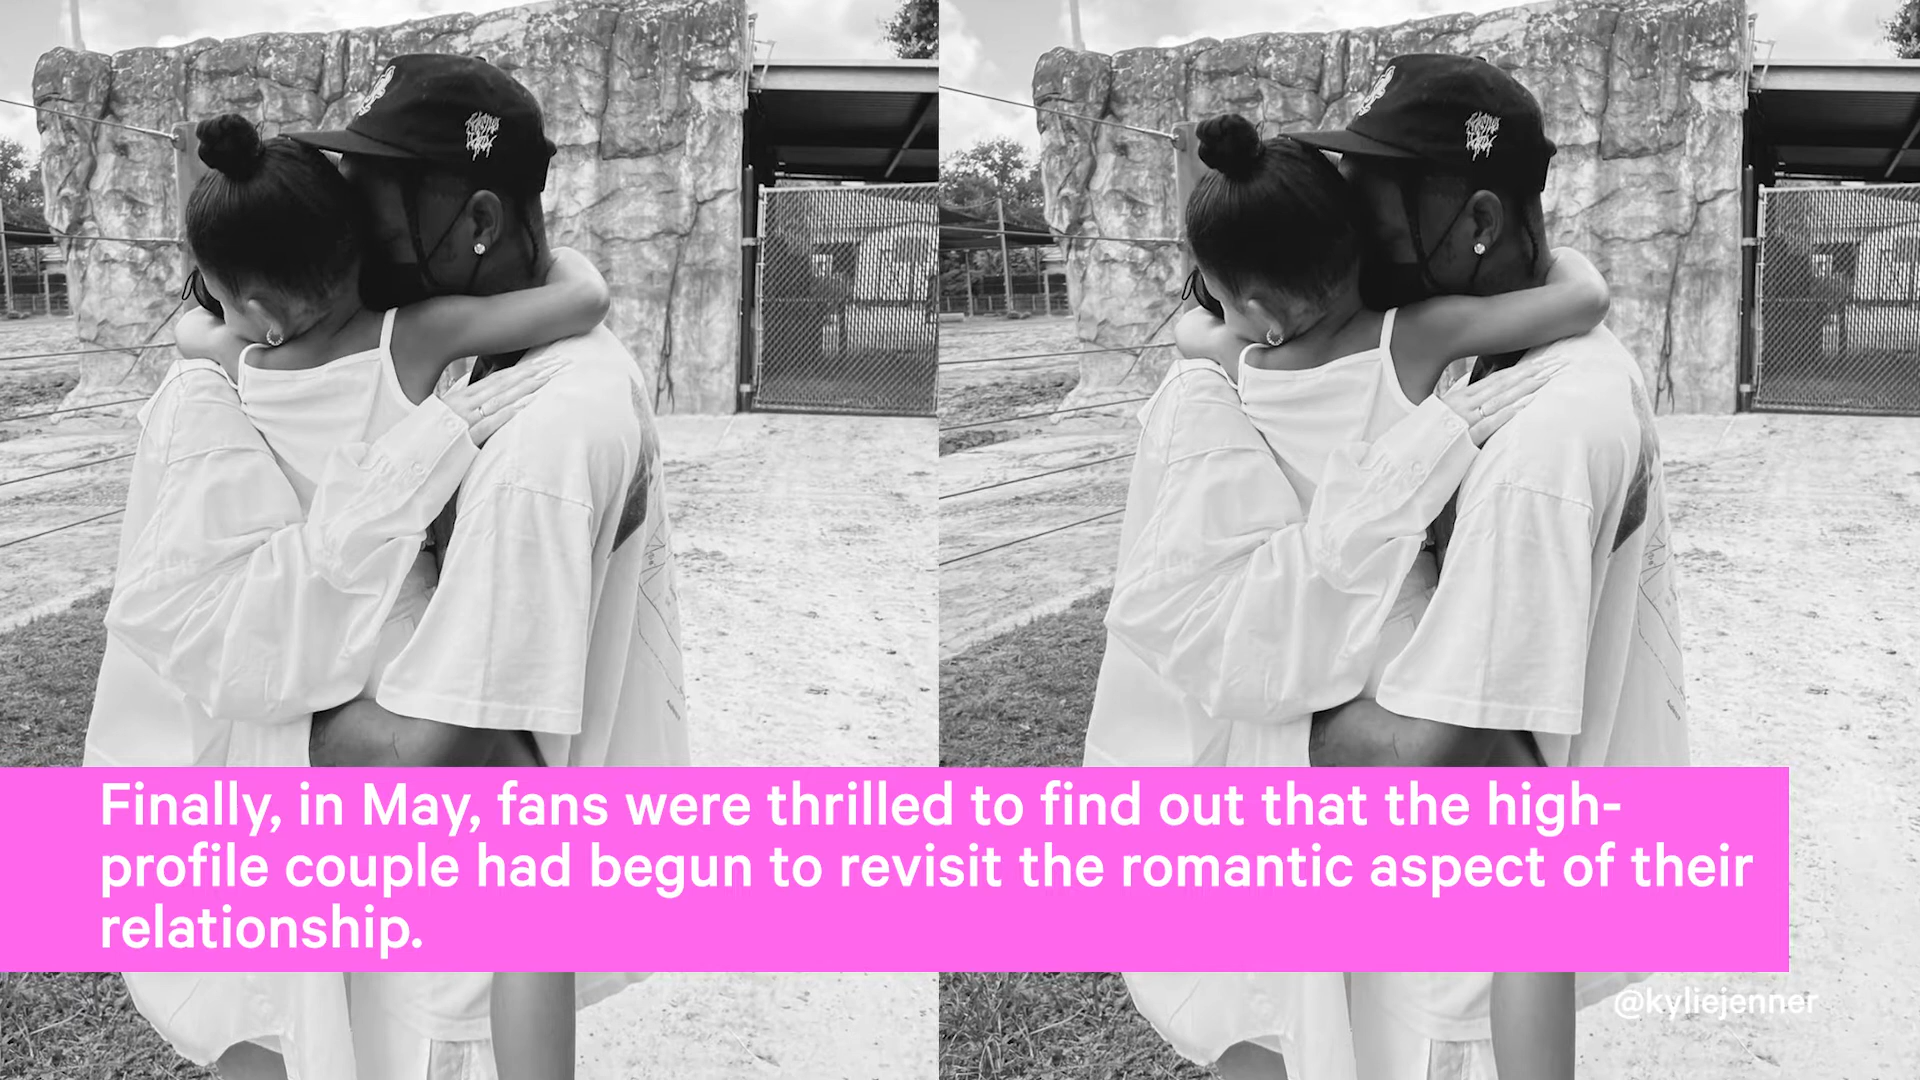 Finally, in May, fans were thrilled to find out that the high-
profile couple had begun to revisit the romantic aspect of their
relationship.
@kyliejenner